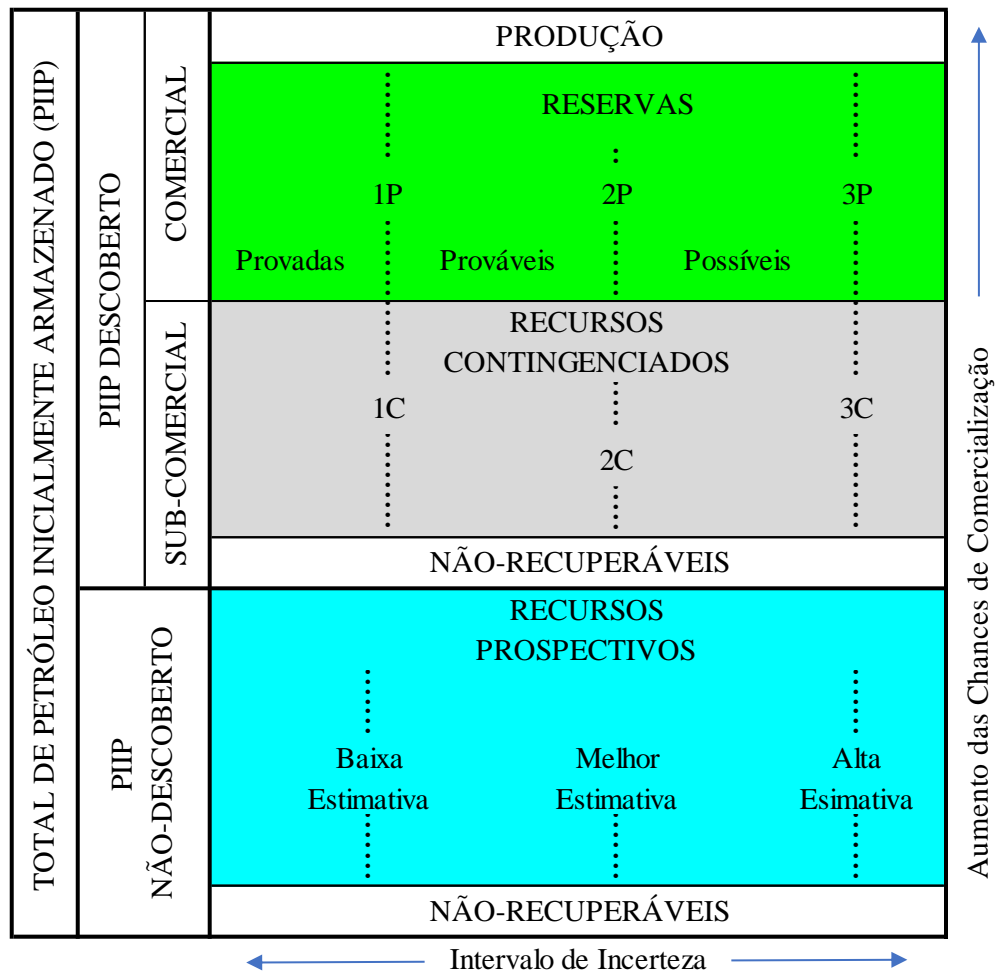 TOTAL DE PETRÓLEO INICIALMENTE ARMAZENADO (PIIP)
PIIP DESCOBERTO
COMERCIAL
PRODUÇÃO
RESERVAS
1P 2P 3P
Provadas Prováveis Possíveis
SUB-COMERCIAL
RECURSOS
CONTINGENCIADOS
1C 3C
2C
NÃO-RECUPERÁVEIS
PIIP
NÃO-DESCOBERTO
RECURSOS
PROSPECTIVOS
Baixa Melhor Alta
Estimativa Estimativa Esimativa
NÃO-RECUPERÁVEIS
Intervalo de Incerteza
Aumento das Chances de Comercialização